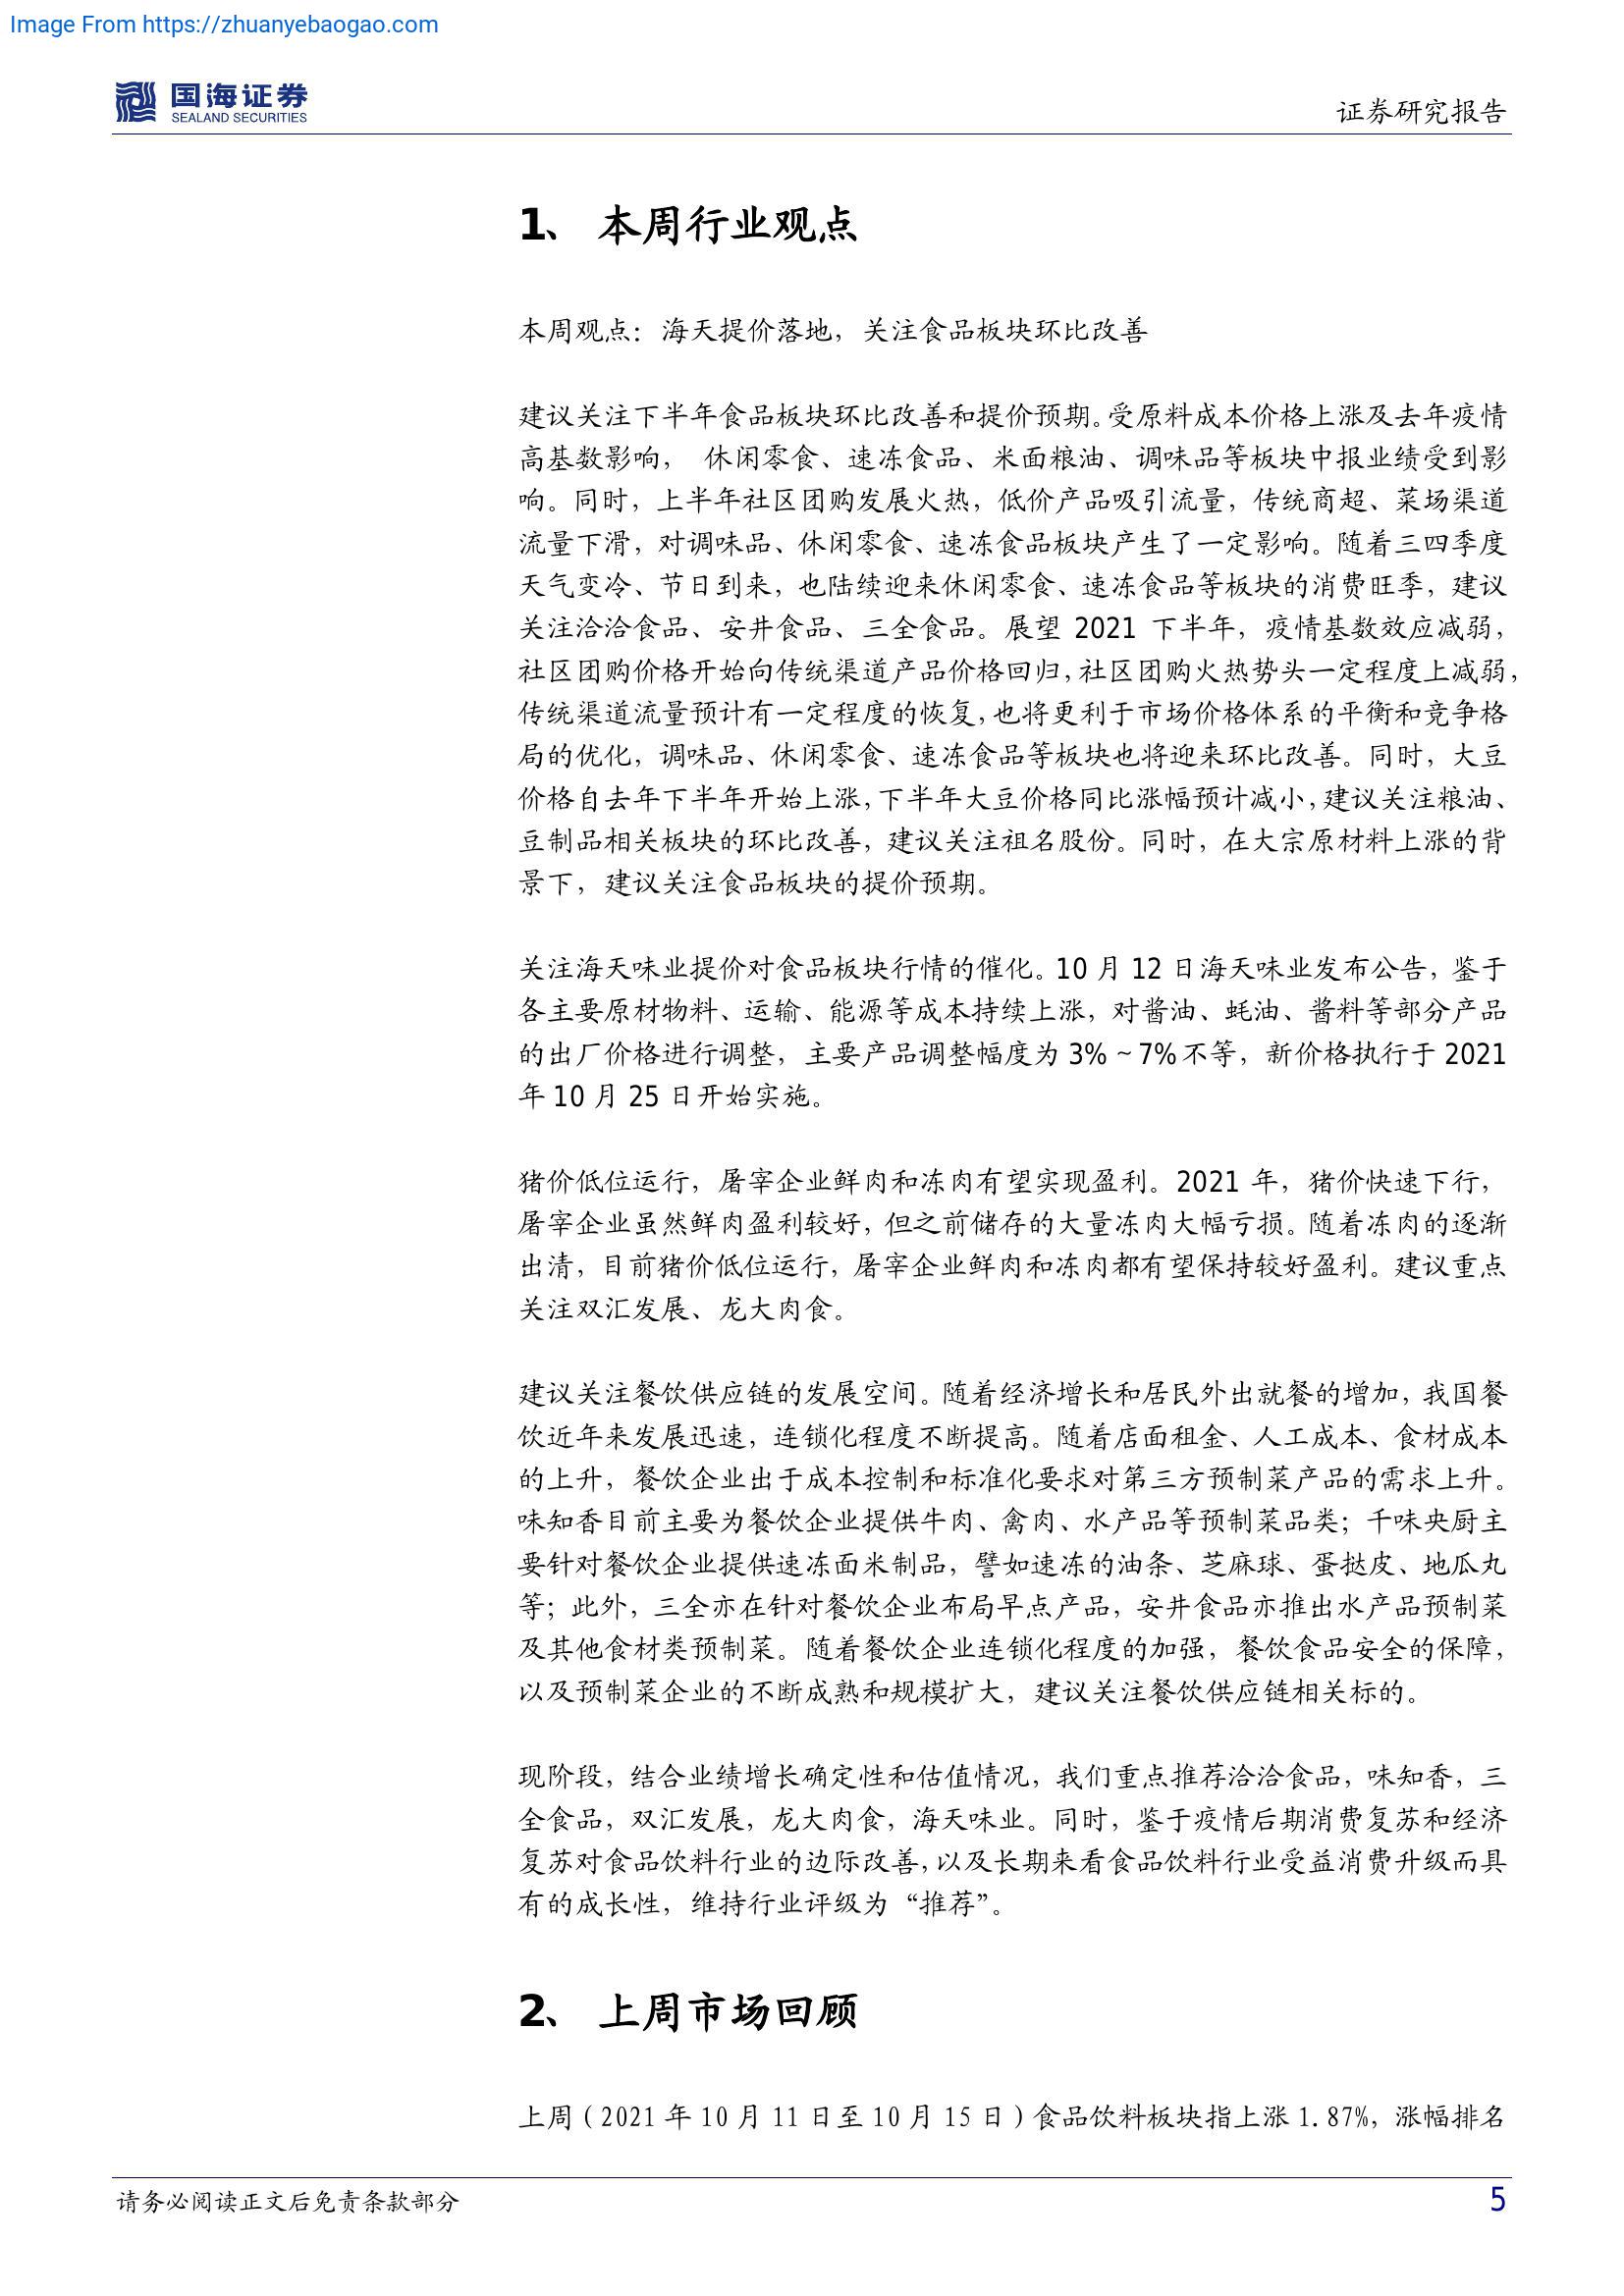 Image From https://zhuanyebaogao.com
国海证券
SEALAND SECURITIES
证券研究报告
1、 本周行业观点
本周观点：海天提价落地，关注食品板块环比改善
建议关注下半年食品板块环比改善和提价预期。受原料成本价格上涨及去年疫情
高基数影响， 休闲零食、速冻食品、米面粮油、调味品等板块中报业绩受到影
响。同时，上半年社区团购发展火热，低价产品吸引流量，传统商超、菜场渠道
流量下滑，对调味品、休闲零食、速冻食品板块产生了一定影响。随着三四季度
天气变冷、节日到来，也陆续迎来休闲零食、速冻食品等板块的消费旺季，建议
关注洽洽食品、安井食品、三全食品。展望 2021 下半年，疫情基数效应减弱，
社区团购价格开始向传统渠道产品价格回归，社区团购火热势头一定程度上减弱，
传统渠道流量预计有一定程度的恢复，也将更利于市场价格体系的平衡和竞争格
局的优化，调味品、休闲零食、速冻食品等板块也将迎来环比改善。同时，大豆
价格自去年下半年开始上涨，下半年大豆价格同比涨幅预计减小，建议关注粮油、
豆制品相关板块的环比改善，建议关注祖名股份。同时，在大宗原材料上涨的背
景下，建议关注食品板块的提价预期。
关注海天味业提价对食品板块行情的催化。10 月 12 日海天味业发布公告，鉴于
各主要原材物料、运输、能源等成本持续上涨，对酱油、蚝油、酱料等部分产品
的出厂价格进行调整，主要产品调整幅度为 3%～7%不等，新价格执行于 2021
年 10 月 25 日开始实施。
猪价低位运行，屠宰企业鲜肉和冻肉有望实现盈利。2021 年，猪价快速下行，
屠宰企业虽然鲜肉盈利较好，但之前储存的大量冻肉大幅亏损。随着冻肉的逐渐
出清，目前猪价低位运行，屠宰企业鲜肉和冻肉都有望保持较好盈利。建议重点
关注双汇发展、龙大肉食。
建议关注餐饮供应链的发展空间。随着经济增长和居民外出就餐的增加，我国餐
饮近年来发展迅速，连锁化程度不断提高。随着店面租金、人工成本、食材成本
的上升，餐饮企业出于成本控制和标准化要求对第三方预制菜产品的需求上升。
味知香目前主要为餐饮企业提供牛肉、禽肉、水产品等预制菜品类；千味央厨主
要针对餐饮企业提供速冻面米制品，譬如速冻的油条、芝麻球、蛋挞皮、地瓜丸
等；此外，三全亦在针对餐饮企业布局早点产品，安井食品亦推出水产品预制菜
及其他食材类预制菜。随着餐饮企业连锁化程度的加强，餐饮食品安全的保障，
以及预制菜企业的不断成熟和规模扩大，建议关注餐饮供应链相关标的。
现阶段，结合业绩增长确定性和估值情况，我们重点推荐洽洽食品，味知香，三
全食品，双汇发展，龙大肉食，海天味业。同时，鉴于疫情后期消费复苏和经济
复苏对食品饮料行业的边际改善，以及长期来看食品饮料行业受益消费升级而具
有的成长性，维持行业评级为“推荐”。
2、 上周市场回顾
上周（2021 年 10 月 11 日至 10 月 15 日）食品饮料板块指上涨 1.87%，涨幅排名
请务必阅读正文后免责条款部分
5